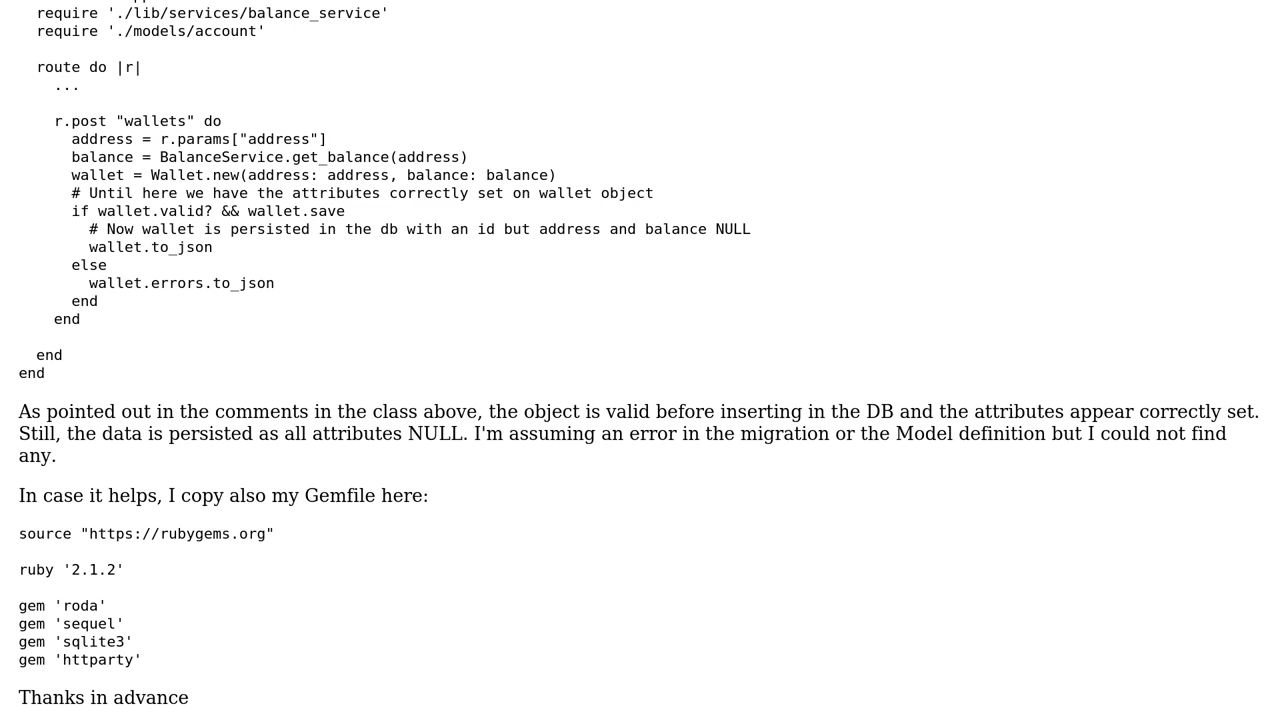 require './lib/services/balance_service'
require './models/account'
route do |r|
...
r.post "wallets" do
address = r.params["address"]
balance = BalanceService.get_balance(address)
wallet = Wallet.new(address: address, balance: balance)
# Until here we have the attributes correctly set on wallet object
if wallet.valid? && wallet.save
# Now wallet is persisted in the db with an id but address and balance NULL
wallet.to_json
else
wallet.errors.to_json
end
end
end
end
As pointed out in the comments in the class above, the object is valid before inserting in the DB and the attributes appear correctly set.
Still, the data is persisted as all attributes NULL. I'm assuming an error in the migration or the Model definition but I could not find
any.
In case it helps, I copy also my Gemfile here:
source "https://rubygems.org"
ruby '2.1.2'
gem 'roda'
gem 'sequel'
gem 'sqlite3'
gem 'httparty'
Thanks in advance